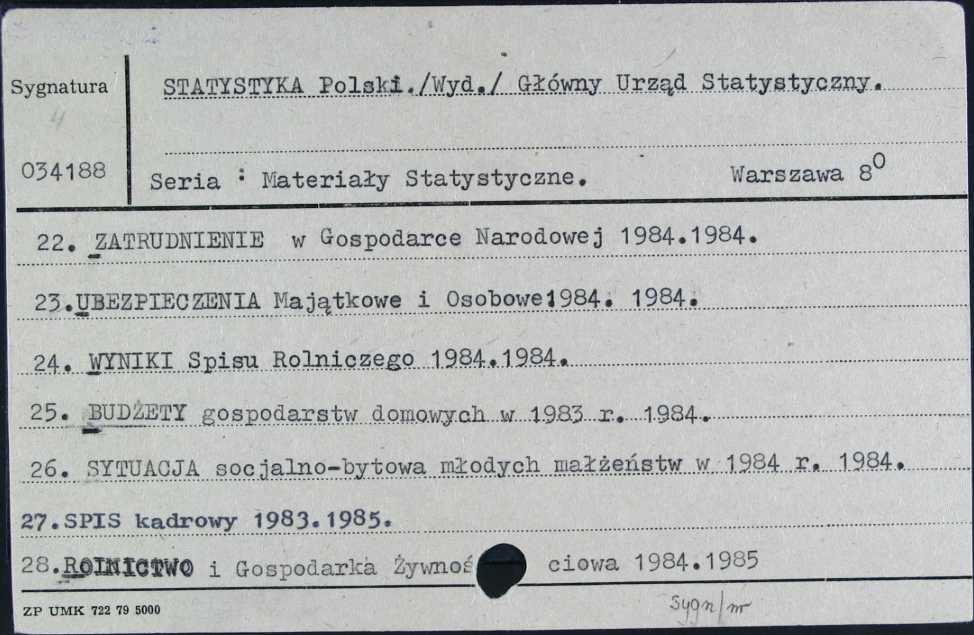 Sygnatura
STATYSTYKA Polski./Wyd./ Główny Urząd Statystyczny.
4
034188
Seria : Materiały Statystyczne. Warszawa 8⁰
22. ZATRUDNIENIE w Gospodarce Narodowej 1984.1984.
23.UBEZPIECZENIA Majątkowe i Osobowe1984. 1984.
24. WYNIKI Spisu Rolniczego 1984.1984.
25. BUDŻETY gospodarstw domowych w 1983 r. 1984.
26. SYTUACJA socjalno-bytowa młodych małżeństw w 1984 r. 1984.
27.SPIS kadrowy 1983.1985.
28.ROLNICTWO i Gospodarka Żywnoś ciowa 1984.1985
ZP UMK 722 79 5000
Sygn/